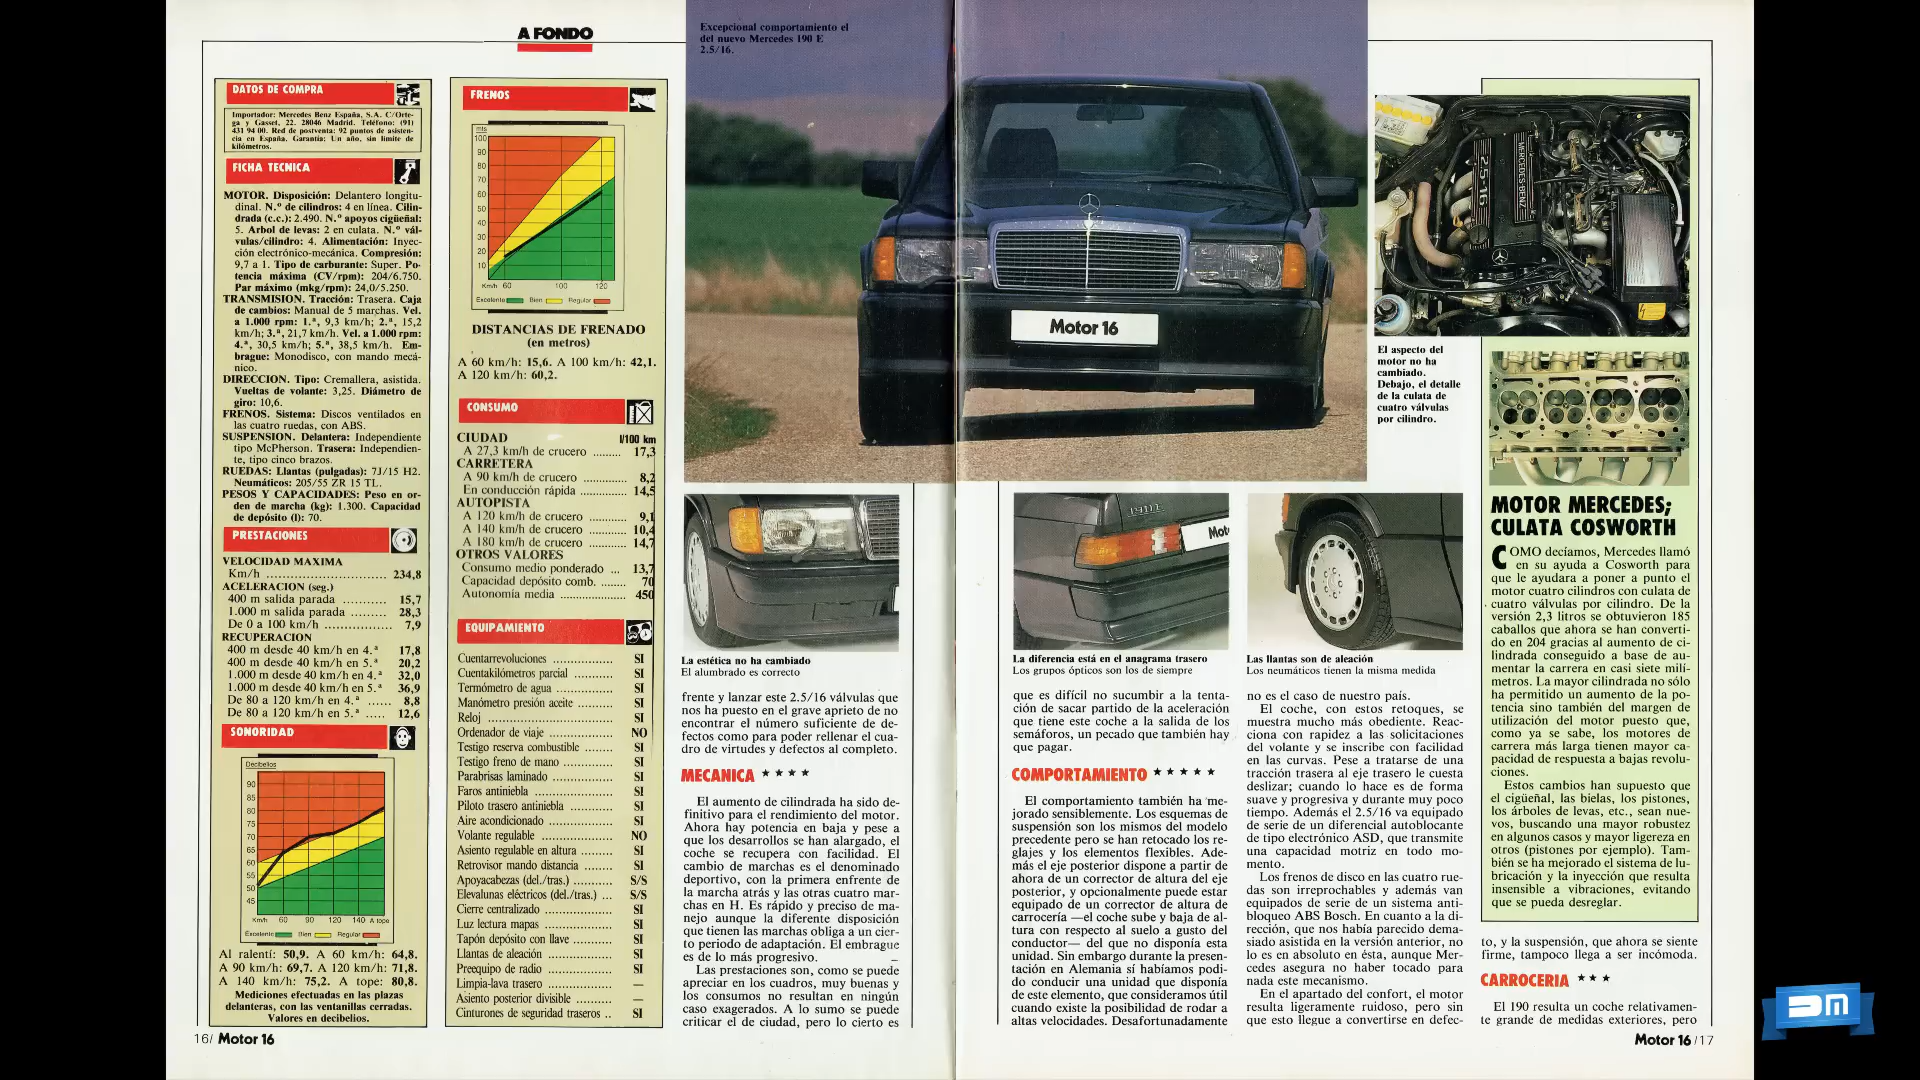 A FONDO
DATOS DE COMPRA
Importador: Mercedes Benz España, S.A. C/Orte-
ga y Gasset, 22. 28046 Madrid. Teléfono: (91)
431 94 00. Red de postventa: 92 puntos de asisten-
cia en España. Garantía: Un año, sin límite de
kilómetros.
FICHA TECNICA
MOTOR. Disposición: Delantero longitu-
dinal. N.º de cilindros: 4 en línea. Cilin-
drada (c.c.): 2.490. N.º apoyos cigüeñal:
5. Arbol de levas: 2 en culata. N.º vál-
vulas/cilindro: 4. Alimentación: Inyec-
ción electrónico-mecánica. Compresión:
9,7 a 1. Tipo de carburante: Super. Po-
tencia máxima (CV/rpm): 204/6.750.
Par máximo (mkg/rpm): 24,0/5.250.
TRANSMISION. Tracción: Trasera. Caja
de cambios: Manual de 5 marchas. Vel.
a 1.000 rpm: 1.ª, 9,3 km/h; 2.ª, 15,2
km/h; 3.ª, 21,7 km/h. Vel. a 1.000 rpm:
4.ª, 30,5 km/h; 5.ª, 38,5 km/h. Em-
brague: Monodisco, con mando mecá-
nico.
DIRECCION. Tipo: Cremallera, asistida.
Vueltas de volante: 3,25. Diámetro de
giro: 10,6.
FRENOS. Sistema: Discos ventilados en
las cuatro ruedas, con ABS.
SUSPENSION. Delantera: Independiente
tipo McPherson. Trasera: Independien-
te, tipo cinco brazos.
RUEDAS: Llantas (pulgadas): 7J/15 H2.
Neumáticos: 205/55 ZR 15 TL.
PESOS Y CAPACIDADES: Peso en or-
den de marcha (kg): 1.300. Capacidad
de depósito (l): 70.
PRESTACIONES
VELOCIDAD MAXIMA
Km/h ................................ 234,8
ACELERACION (seg.)
400 m salida parada ........... 15,7
1.000 m salida parada ......... 28,3
De 0 a 100 km/h ................. 7,9
RECUPERACION
400 m desde 40 km/h en 4.ª 17,8
400 m desde 40 km/h en 5.ª 20,2
1.000 m desde 40 km/h en 4.ª 32,0
1.000 m desde 40 km/h en 5.ª 36,9
De 80 a 120 km/h en 4.ª ...... 8,8
De 80 a 120 km/h en 5.ª ..... 12,6
SONORIDAD
Decibelios
90
85
80
75
70
65
60
55
50
45
Km/h 60 90 120 140 A tope
Excelente Bien Regular
Al ralentí: 50,9. A 60 km/h: 64,8.
A 90 km/h: 69,7. A 120 km/h: 71,8.
A 140 km/h: 75,2. A tope: 80,8.
Mediciones efectuadas en las plazas
delanteras, con las ventanillas cerradas.
Valores en decibelios.
16/ Motor 16
FRENOS
mts
100
90
80
70
60
50
40
30
20
10
Km/h 60 100 120
Excelente Bien Regular
DISTANCIAS DE FRENADO
(en metros)
A 60 km/h: 15,6. A 100 km/h: 42,1.
A 120 km/h: 60,2.
CONSUMO
CIUDAD l/100 km
A 27,3 km/h de crucero ......... 17,3
CARRETERA
A 90 km/h de crucero ............ 8,2
En conducción rápida ............. 14,5
AUTOPISTA
A 120 km/h de crucero ........... 9,1
A 140 km/h de crucero ........... 10,4
A 180 km/h de crucero ........... 14,7
OTROS VALORES
Consumo medio ponderado ... 13,7
Capacidad depósito comb. ........ 70
Autonomía media .................. 450
EQUIPAMIENTO
Cuentarrevoluciones .................. SI
Cuentakilómetros parcial ............. SI
Termómetro de agua .................. SI
Manómetro presión aceite ........... SI
Reloj ..................................... SI
Ordenador de viaje ................... NO
Testigo reserva combustible ........ SI
Testigo freno de mano ............... SI
Parabrisas laminado .................. SI
Faros antiniebla ....................... SI
Piloto trasero antiniebla ............. SI
Aire acondicionado ................... SI
Volante regulable ..................... NO
Asiento regulable en altura ......... SI
Retrovisor mando distancia ......... SI
Apoyacabezas (del./tras.) ........... S/S
Elevalunas eléctricos (del./tras.) ... S/S
Cierre centralizado ................... SI
Luz lectura mapas .................... SI
Tapón depósito con llave ............ SI
Llantas de aleación ................... SI
Preequipo de radio ................... SI
Limpia-lava trasero ................... —
Asiento posterior divisible .......... —
Cinturones de seguridad traseros .. SI
Excepcional comportamiento el
del nuevo Mercedes 190 E
2.5/16.
Motor 16
La estética no ha cambiado
El alumbrado es correcto
frente y lanzar este 2.5/16 válvulas que
nos ha puesto en el grave aprieto de no
encontrar el número suficiente de de-
fectos como para poder rellenar el cua-
dro de virtudes y defectos al completo.
MECANICA ★ ★ ★ ★
El aumento de cilindrada ha sido de-
finitivo para el rendimiento del motor.
Ahora hay potencia en baja y pese a
que los desarrollos se han alargado, el
coche se recupera con facilidad. El
cambio de marchas es el denominado
deportivo, con la primera enfrente de
la marcha atrás y las otras cuatro mar-
chas en H. Es rápido y preciso de ma-
nejo aunque la diferente disposición
que tienen las marchas obliga a un cier-
to periodo de adaptación. El embrague
es de lo más progresivo.
Las prestaciones son, como se puede
apreciar en los cuadros, muy buenas y
los consumos no resultan en ningún
caso exagerados. A lo sumo se puede
criticar el de ciudad, pero lo cierto es
190 E
Mot
La diferencia está en el anagrama trasero
Los grupos ópticos son los de siempre
que es difícil no sucumbir a la tenta-
ción de sacar partido de la aceleración
que tiene este coche a la salida de los
semáforos, un pecado que también hay
que pagar.
COMPORTAMIENTO ★ ★ ★ ★ ★
El comportamiento también ha me-
jorado sensiblemente. Los esquemas de
suspensión son los mismos del modelo
precedente pero se han retocado los re-
glajes y los elementos flexibles. Ade-
más el eje posterior dispone a partir de
ahora de un corrector de altura del eje
posterior, y opcionalmente puede estar
equipado de un corrector de altura de
carrocería —el coche sube y baja de al-
tura con respecto al suelo a gusto del
conductor— del que no disponía esta
unidad. Sin embargo durante la presen-
tación en Alemania sí habíamos podi-
do conducir una unidad que disponía
de este elemento, que consideramos útil
cuando existe la posibilidad de rodar a
altas velocidades. Desafortunadamente
Las llantas son de aleación
Los neumáticos tienen la misma medida
no es el caso de nuestro país.
El coche, con estos retoques, se
muestra mucho más obediente. Reac-
ciona con rapidez a las solicitaciones
del volante y se inscribe con facilidad
en las curvas. Pese a tratarse de una
tracción trasera al eje trasero le cuesta
deslizar; cuando lo hace es de forma
suave y progresiva y durante muy poco
tiempo. Además el 2.5/16 va equipado
de serie de un diferencial autoblocante
de tipo electrónico ASD, que transmite
una capacidad motriz en todo mo-
mento.
Los frenos de disco en las cuatro rue-
das son irreprochables y además van
equipados de serie de un sistema anti-
bloqueo ABS Bosch. En cuanto a la di-
rección, que nos había parecido dema-
siado asistida en la versión anterior, no
lo es en absoluto en ésta, aunque Mer-
cedes asegura no haber tocado para
nada este mecanismo.
En el apartado del confort, el motor
resulta ligeramente ruidoso, pero sin
que esto llegue a convertirse en defec-
2.5-16
MERCEDES-BENZ
El aspecto del
motor no ha
cambiado.
Debajo, el detalle
de la culata de
cuatro válvulas
por cilindro.
MOTOR MERCEDES;
CULATA COSWORTH
COMO decíamos, Mercedes llamó
en su ayuda a Cosworth para
que le ayudara a poner a punto el
motor cuatro cilindros con culata de
cuatro válvulas por cilindro. De la
versión 2,3 litros se obtuvieron 185
caballos que ahora se han converti-
do en 204 gracias al aumento de ci-
lindrada conseguido a base de au-
mentar la carrera en casi siete milí-
metros. La mayor cilindrada no sólo
ha permitido un aumento de la po-
tencia sino también del margen de
utilización del motor puesto que,
como ya se sabe, los motores de
carrera más larga tienen mayor ca-
pacidad de respuesta a bajas revolu-
ciones.
Estos cambios han supuesto que
el cigüeñal, las bielas, los pistones,
los árboles de levas, etc., sean nue-
vos, buscando una mayor robustez
en algunos casos y mayor ligereza en
otros (pistones por ejemplo). Tam-
bién se ha mejorado el sistema de lu-
bricación y la inyección que resulta
insensible a vibraciones, evitando
que se pueda desreglar.
to, y la suspensión, que ahora se siente
firme, tampoco llega a ser incómoda.
CARROCERIA ★ ★ ★
El 190 resulta un coche relativamen-
te grande de medidas exteriores, pero
Motor 16 /17